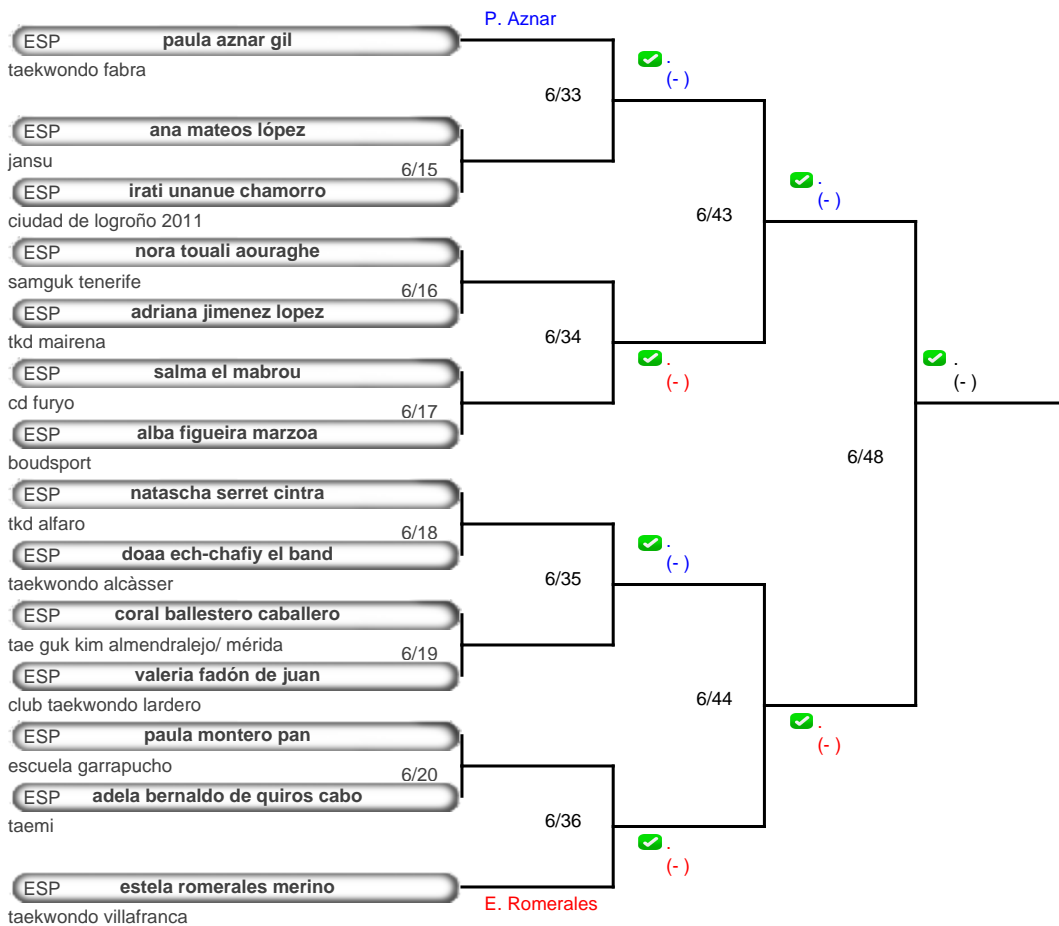 P. Aznar
ESP paula aznar gil
taekwondo fabra
.
(- )
6/33
ESP ana mateos lópez
jansu
6/15
ESP irati unanue chamorro
ciudad de logroño 2011
.
(- )
6/43
ESP nora touali aouraghe
samguk tenerife
6/16
ESP adriana jimenez lopez
tkd mairena
6/34
.
(- )
ESP salma el mabrou
cd furyo
6/17
ESP alba figueira marzoa
boudsport
.
(- )
6/48
ESP natascha serret cintra
tkd alfaro
6/18
ESP doaa ech-chafiy el band
taekwondo alcàsser
.
(- )
6/35
ESP coral ballestero caballero
tae guk kim almendralejo/ mérida
6/19
ESP valeria fadón de juan
club taekwondo lardero
6/44
.
(- )
ESP paula montero pan
escuela garrapucho
6/20
ESP adela bernaldo de quiros cabo
taemi
6/36
.
(- )
ESP estela romerales merino
E. Romerales
taekwondo villafranca